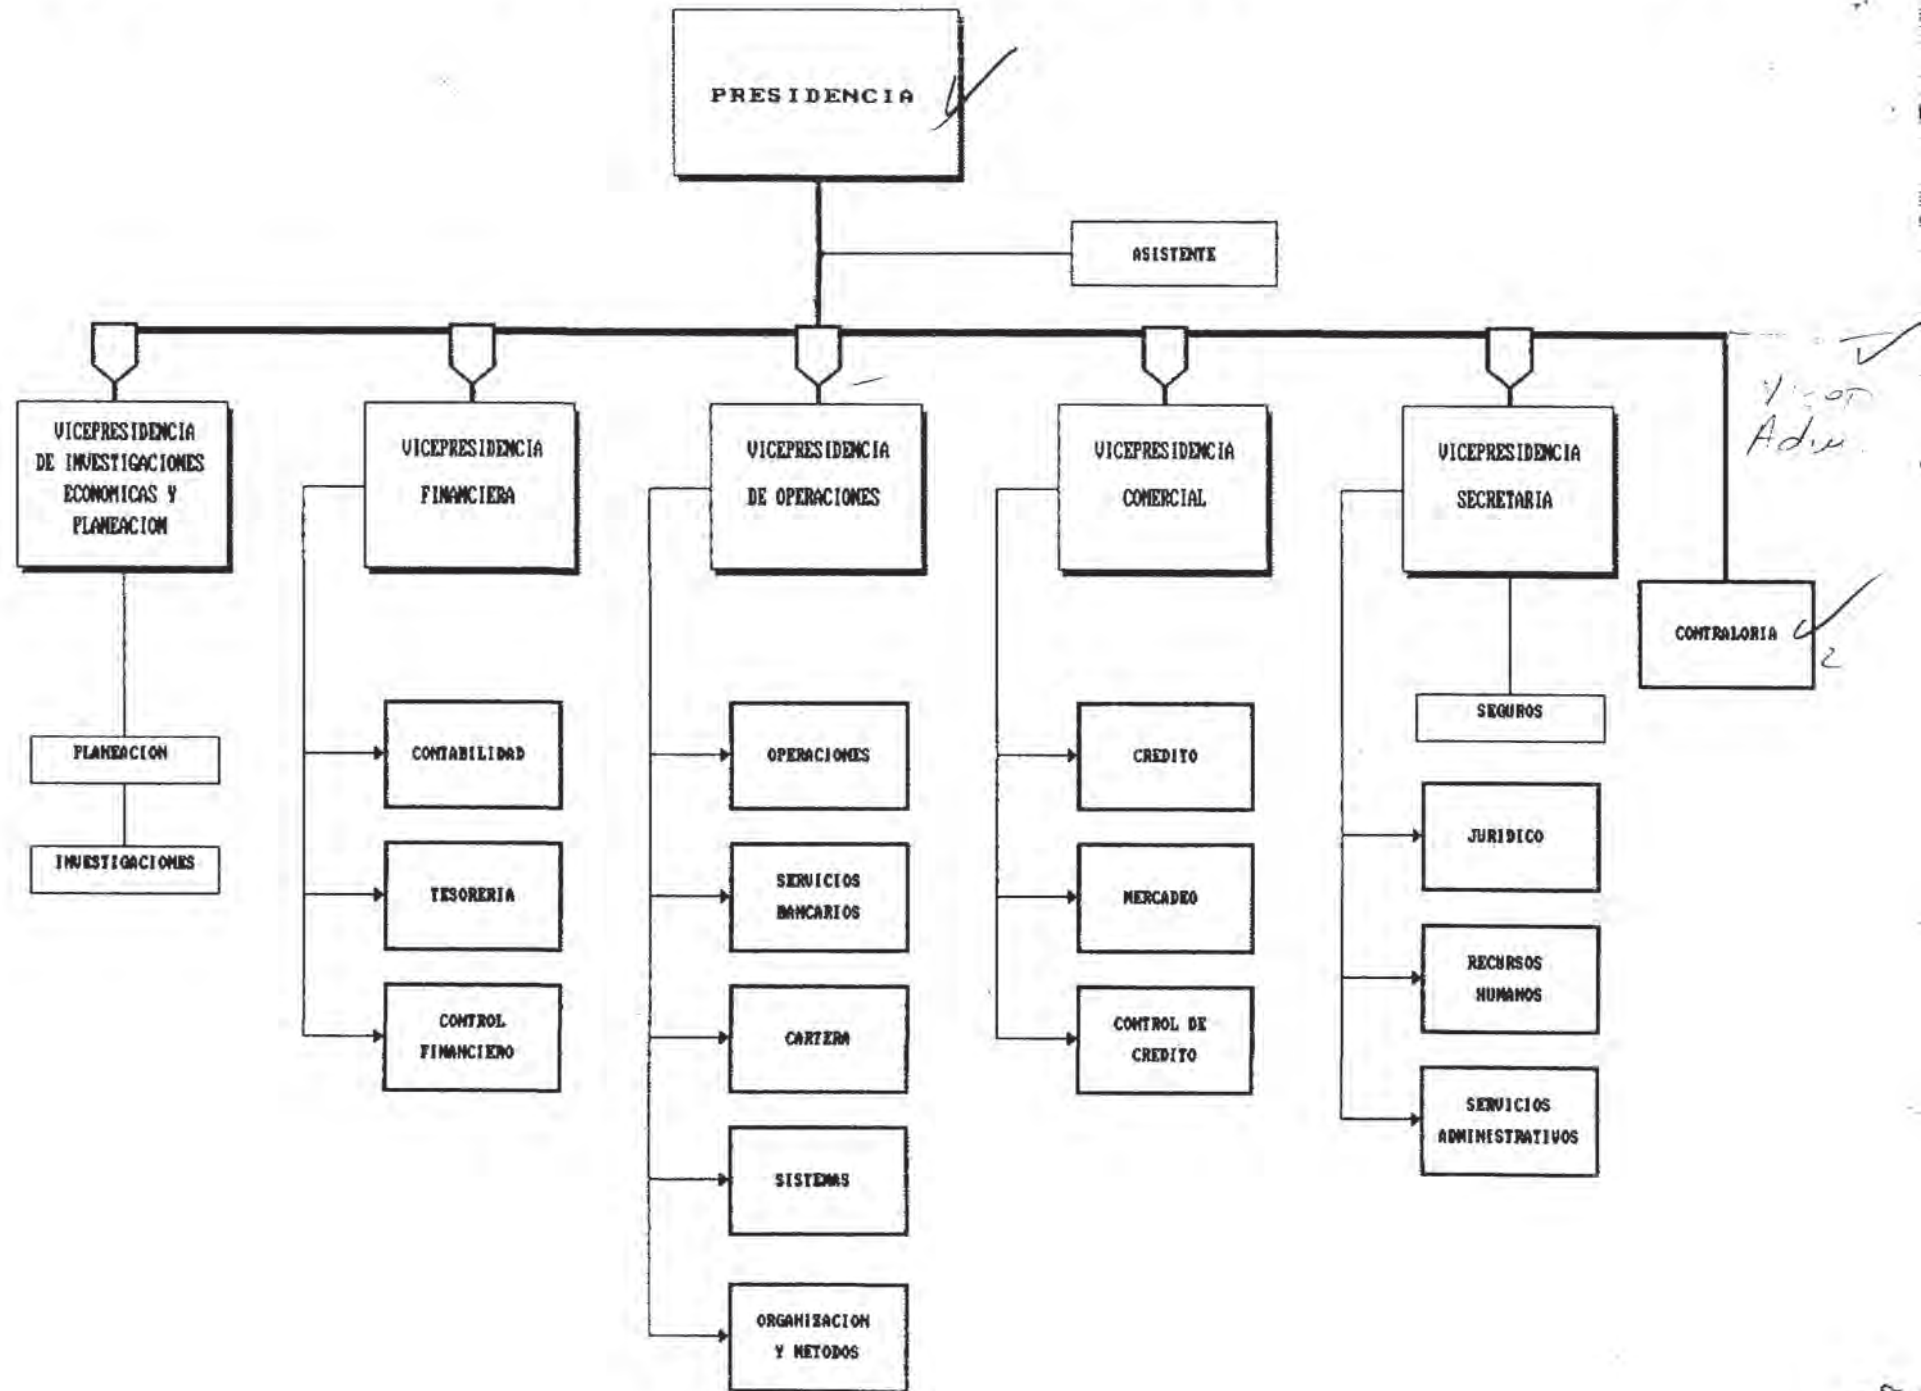 PRESIDENCIA
ASISTENTE
VICEPRESIDENCIA
DE INVESTIGACIONES
ECONOMICAS Y
PLANEACION
VICEPRESIDENCIA
FINANCIERA
VICEPRESIDENCIA
DE OPERACIONES
VICEPRESIDENCIA
COMERCIAL
VICEPRESIDENCIA
SECRETARIA
CONTRALORIA
2
PLANEACION
INVESTIGACIONES
CONTABILIDAD
TESORERIA
CONTROL
FINANCIERO
OPERACIONES
SERVICIOS
BANCARIOS
CARTERA
SISTEMAS
ORGANIZACION
Y METODOS
CREDITO
MERCADEO
CONTROL DE
CREDITO
SEGUROS
JURIDICO
RECURSOS
HUMANOS
SERVICIOS
ADMINISTRATIVOS